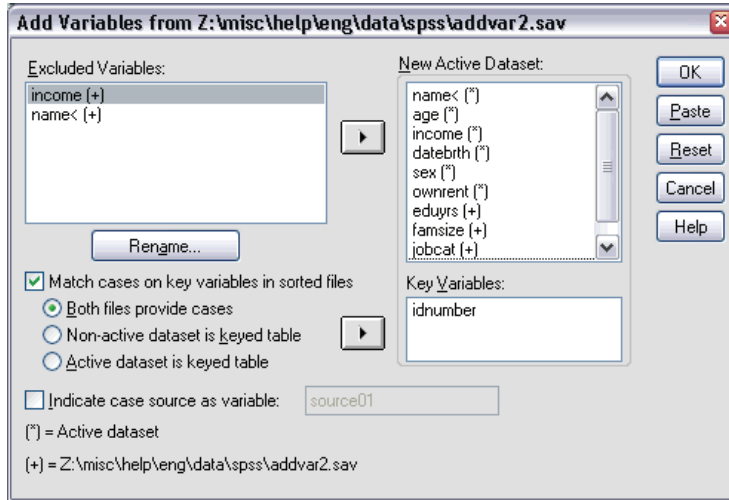 Add Variables from Z:\misc\help\eng\data\spss\addvar2.sav
Excluded Variables:
income (+)
name< (+)
Rename...
New Active Dataset:
name< (*)
age (*)
income (*)
datebrth (*)
sex (*)
ownrent (*)
eduyrs (+)
famsize (+)
jobcat (+)
OK
Paste
Reset
Cancel
Help
Match cases on key variables in sorted files
Both files provide cases
Non-active dataset is keyed table
Active dataset is keyed table
Key Variables:
idnumber
Indicate case source as variable:
source01
(*) = Active dataset
(+) = Z:\misc\help\eng\data\spss\addvar2.sav